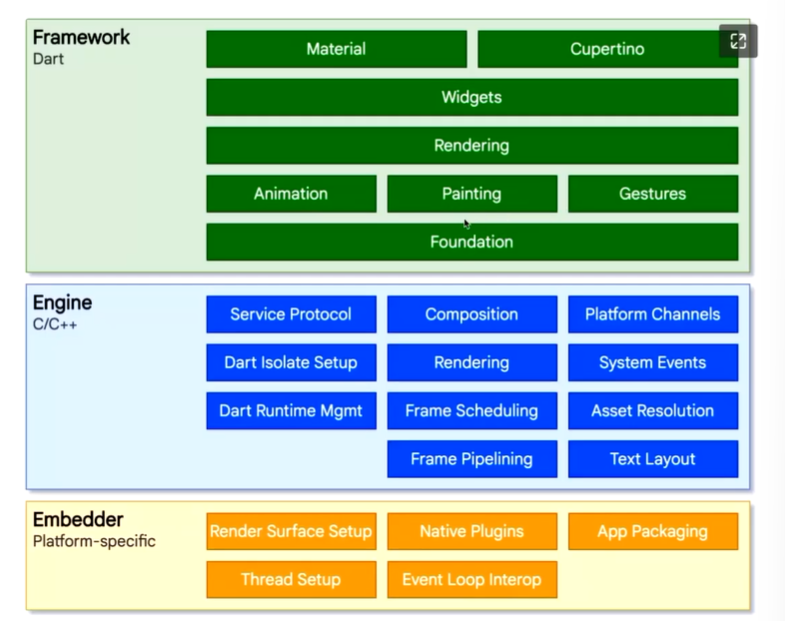 Framework
Dart
Material
Cupertino
Widgets
Rendering
Animation
Painting
Gestures
Foundation
Engine
C/C++
Service Protocol
Composition
Platform Channels
Dart Isolate Setup
Rendering
System Events
Dart Runtime Mgmt
Frame Scheduling
Asset Resolution
Frame Pipelining
Text Layout
Embedder
Platform-specific
Render Surface Setup
Native Plugins
App Packaging
Thread Setup
Event Loop Interop